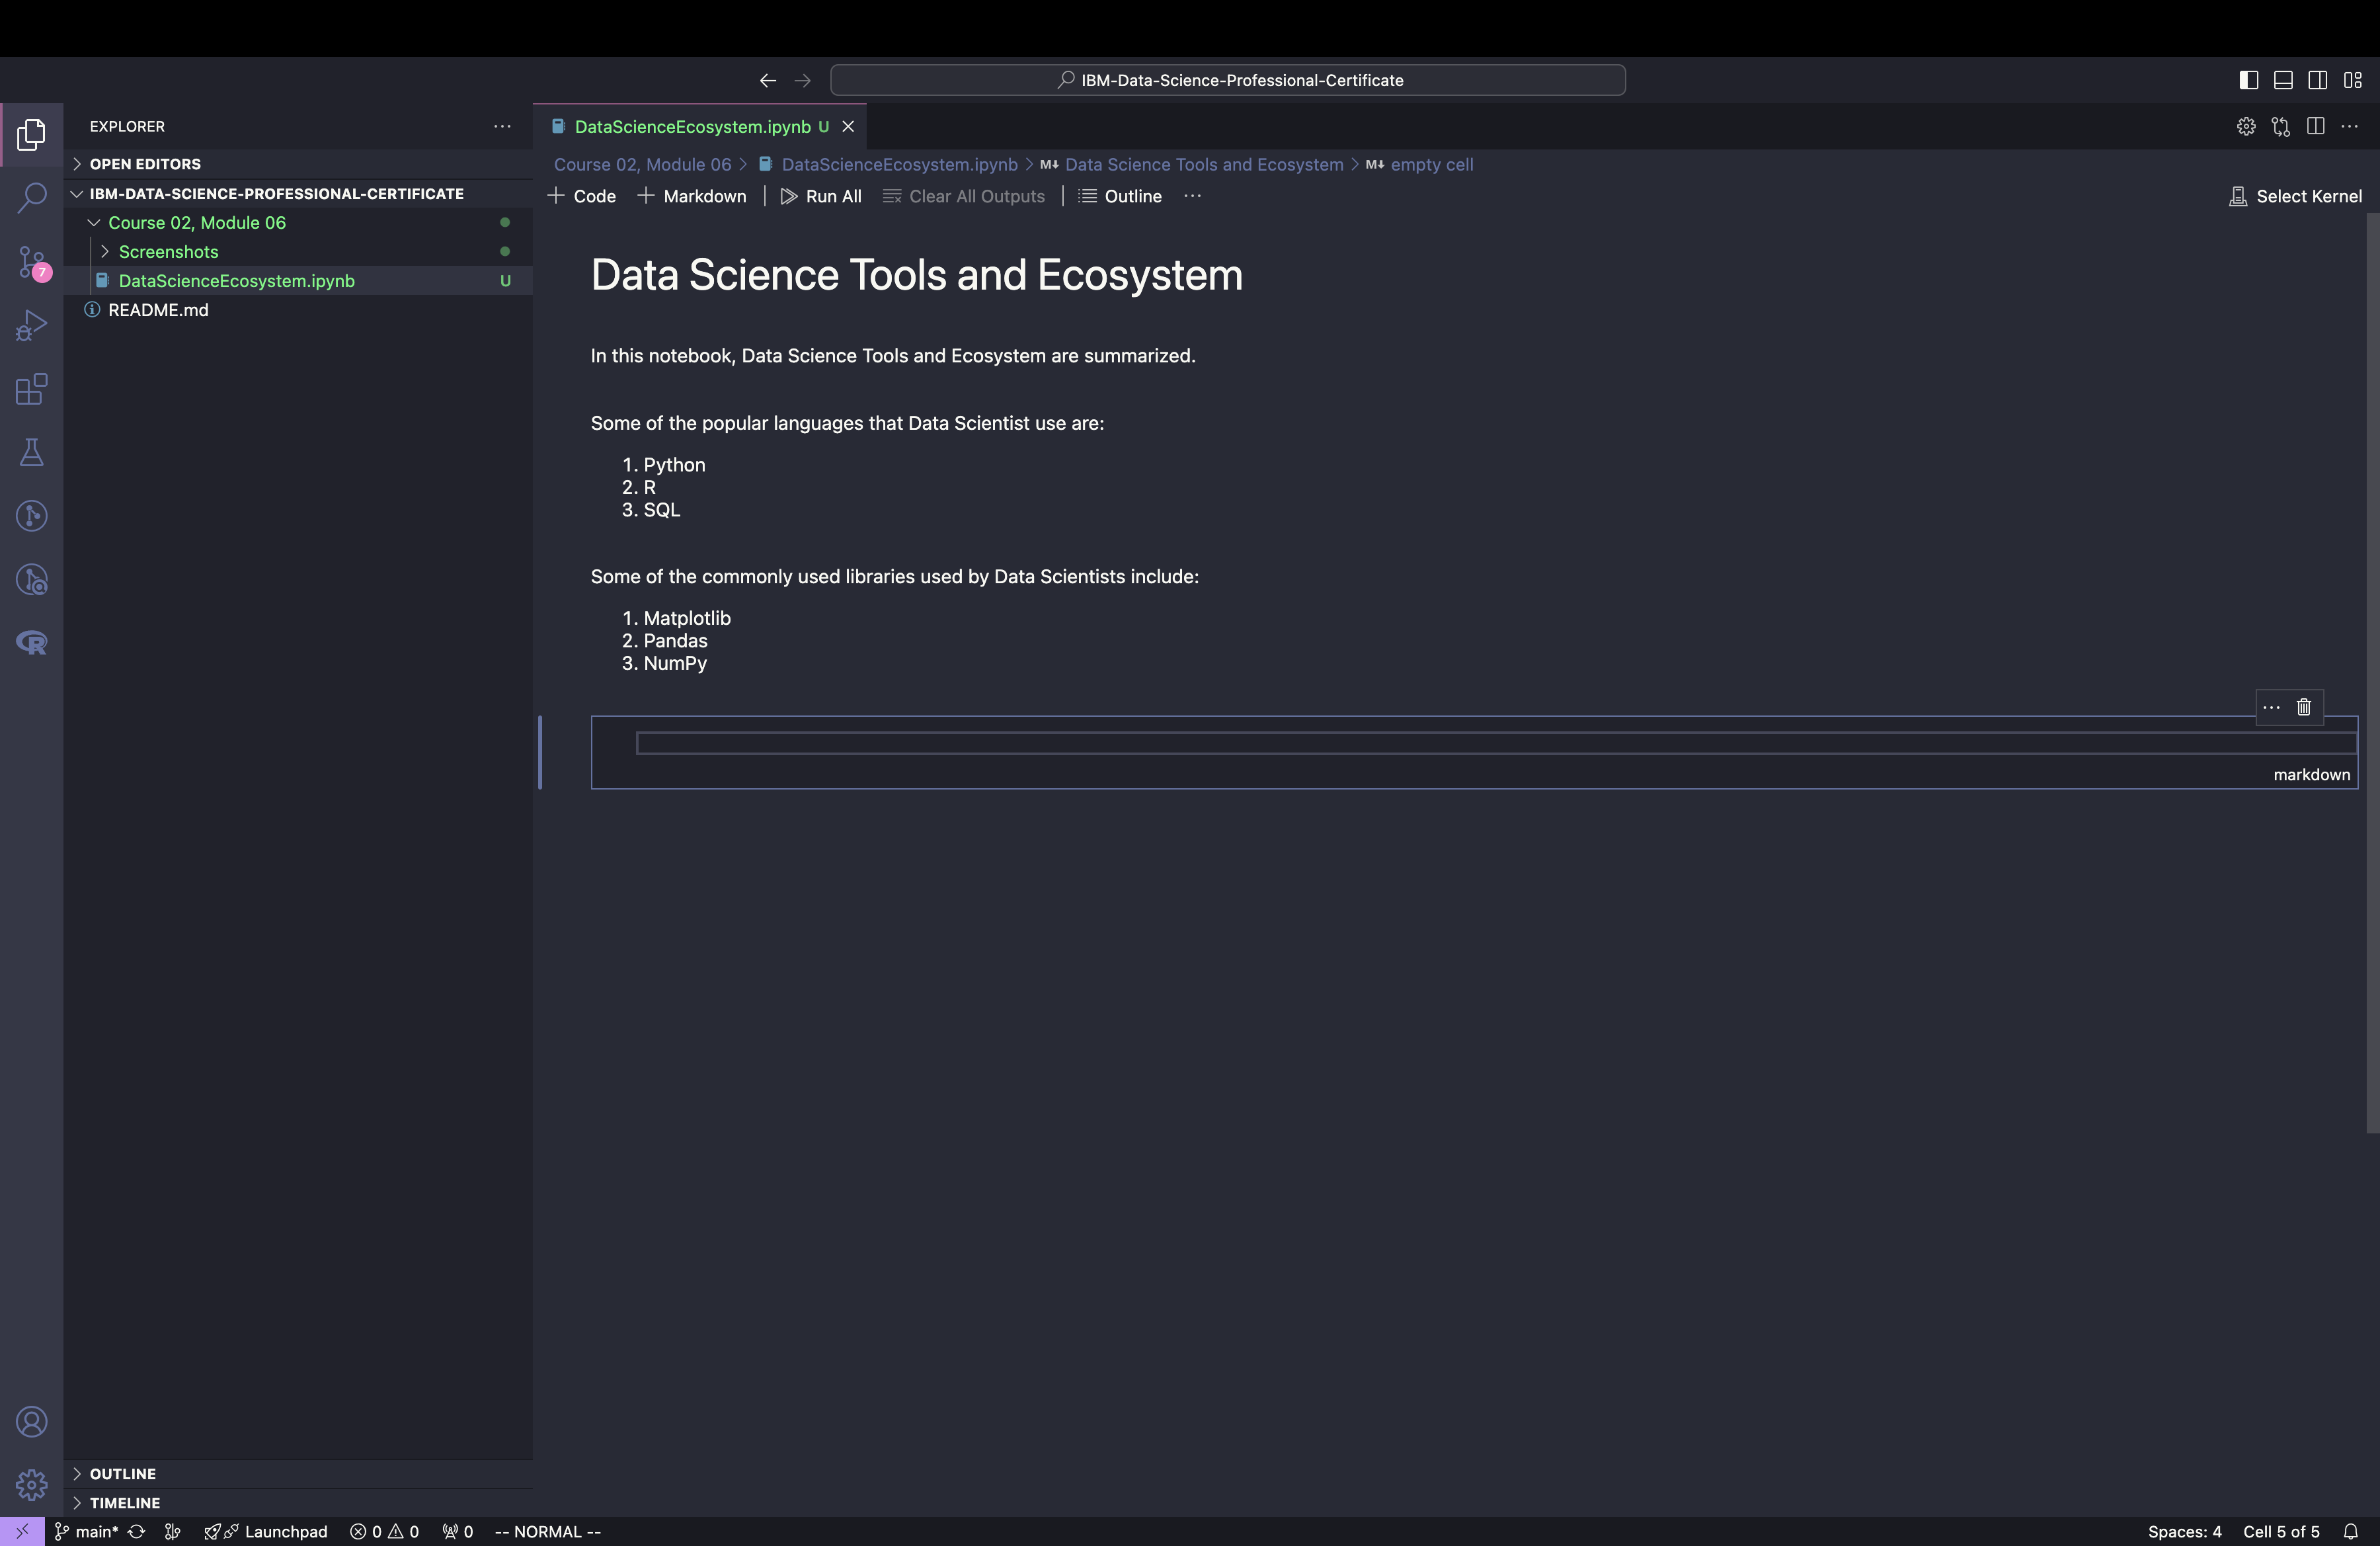 IBM-Data-Science-Professional-Certificate
EXPLORER
DataScienceEcosystem.ipynb U
OPEN EDITORS
Course 02, Module 06 > DataScienceEcosystem.ipynb > M↓ Data Science Tools and Ecosystem > M↓ empty cell
IBM-DATA-SCIENCE-PROFESSIONAL-CERTIFICATE
Code Markdown Run All Clear All Outputs Outline ... Select Kernel
Course 02, Module 06
Screenshots
7
DataScienceEcosystem.ipynb U
README.md
Data Science Tools and Ecosystem
In this notebook, Data Science Tools and Ecosystem are summarized.
Some of the popular languages that Data Scientist use are:
1. Python
2. R
3. SQL
Some of the commonly used libraries used by Data Scientists include:
1. Matplotlib
2. Pandas
3. NumPy
markdown
OUTLINE
TIMELINE
main* Launchpad 0 0 0 -- NORMAL -- Spaces: 4 Cell 5 of 5